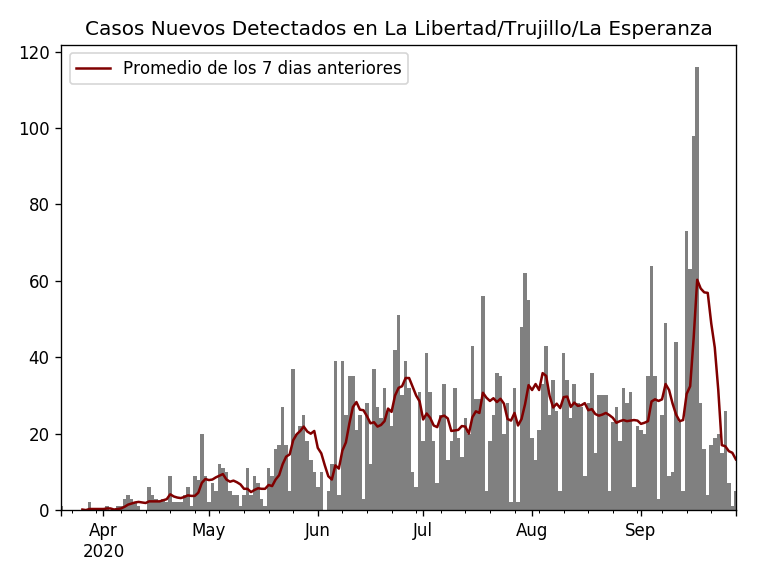 Casos Nuevos Detectados en La Libertad/Trujillo/La Esperanza
Promedio de los 7 dias anteriores
120
100
80
60
40
20
0
Apr May Jun Jul Aug Sep
2020